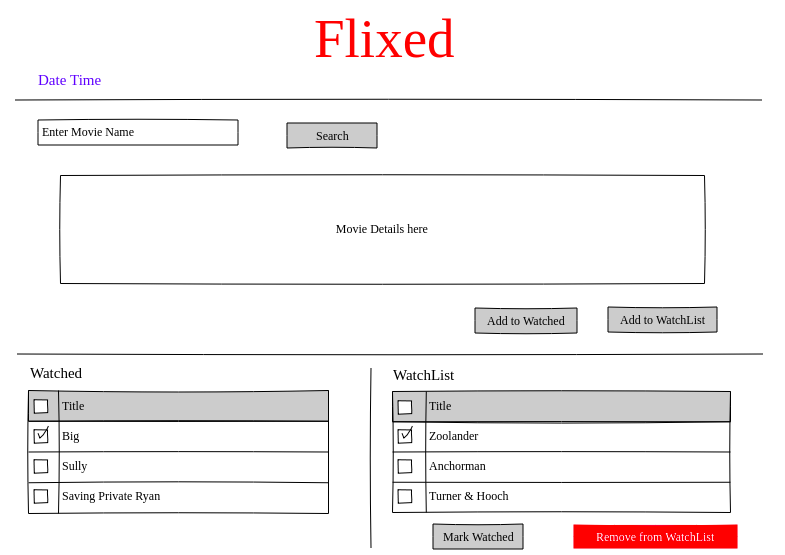 Flixed
Date Time
Enter Movie Name
Search
Movie Details here
Add to Watched
Add to WatchList
Watched
Title
Big
Sully
Saving Private Ryan
WatchList
Title
Zoolander
Anchorman
Turner & Hooch
Mark Watched
Remove from WatchList